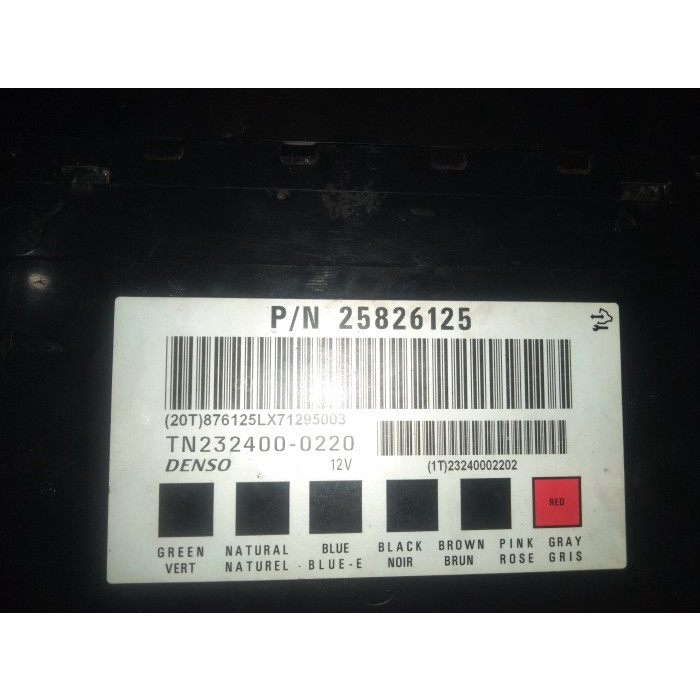 P/N 25826125
(20T)876125LX71295003
TN232400-0220
DENSO 12V (1T)23240002202
RED
GREEN NATURAL BLUE BLACK BROWN PINK GRAY
VERT NATUREL · BLUE-E NOIR BRUN ROSE GRIS